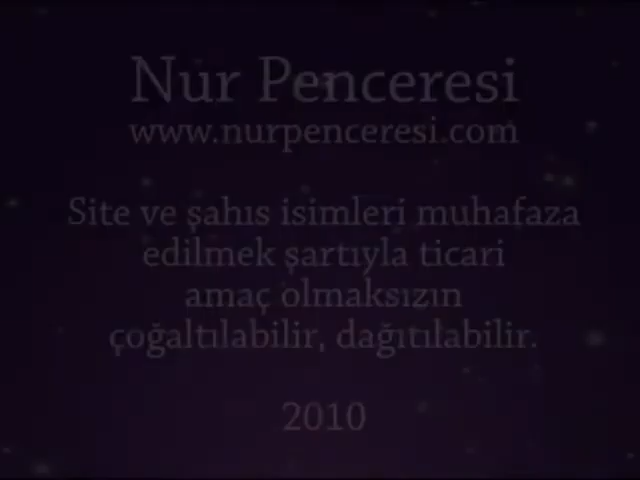 Nur Penceresi
www.nurpenceresi.com
Site ve şahıs isimleri muhafaza
edilmek şartıyla ticari
amaç olmaksızın
çoğaltılabilir, dağıtılabilir.
2010